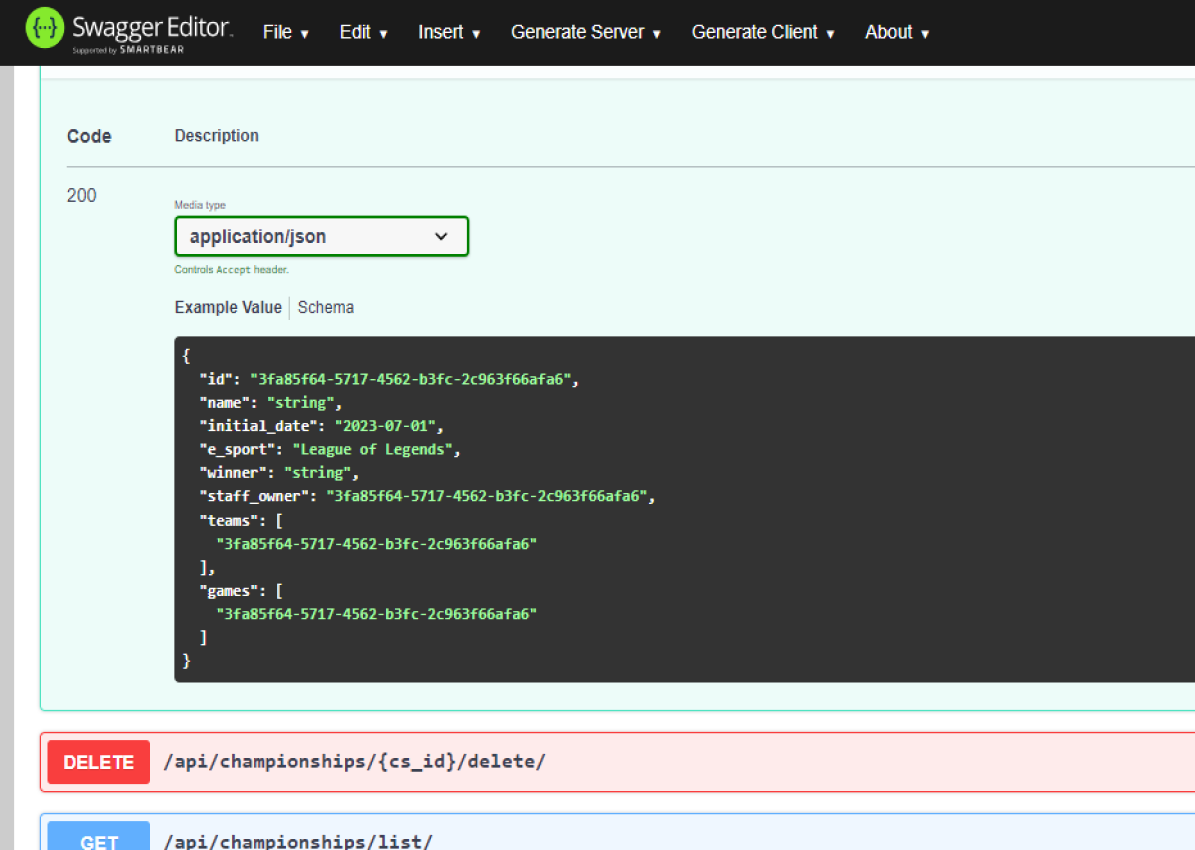 Swagger Editor.
Supported by SMARTBEAR
File ▼ Edit ▼ Insert ▼ Generate Server ▼ Generate Client ▼ About ▼
Code Description
200
Media type
application/json
Controls Accept header.
Example Value Schema
{
  "id": "3fa85f64-5717-4562-b3fc-2c963f66afa6",
  "name": "string",
  "initial_date": "2023-07-01",
  "e_sport": "League of Legends",
  "winner": "string",
  "staff_owner": "3fa85f64-5717-4562-b3fc-2c963f66afa6",
  "teams": [
    "3fa85f64-5717-4562-b3fc-2c963f66afa6"
  ],
  "games": [
    "3fa85f64-5717-4562-b3fc-2c963f66afa6"
  ]
}
DELETE /api/championships/{cs_id}/delete/
GET /api/championships/list/